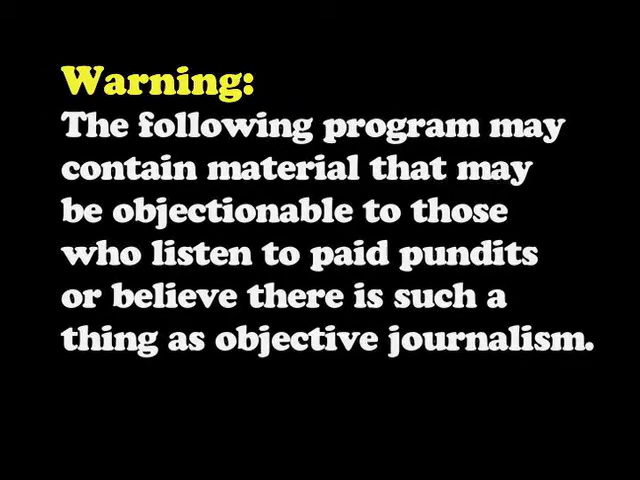 Warning:
The following program may
contain material that may
be objectionable to those
who listen to paid pundits
or believe there is such a
thing as objective journalism.